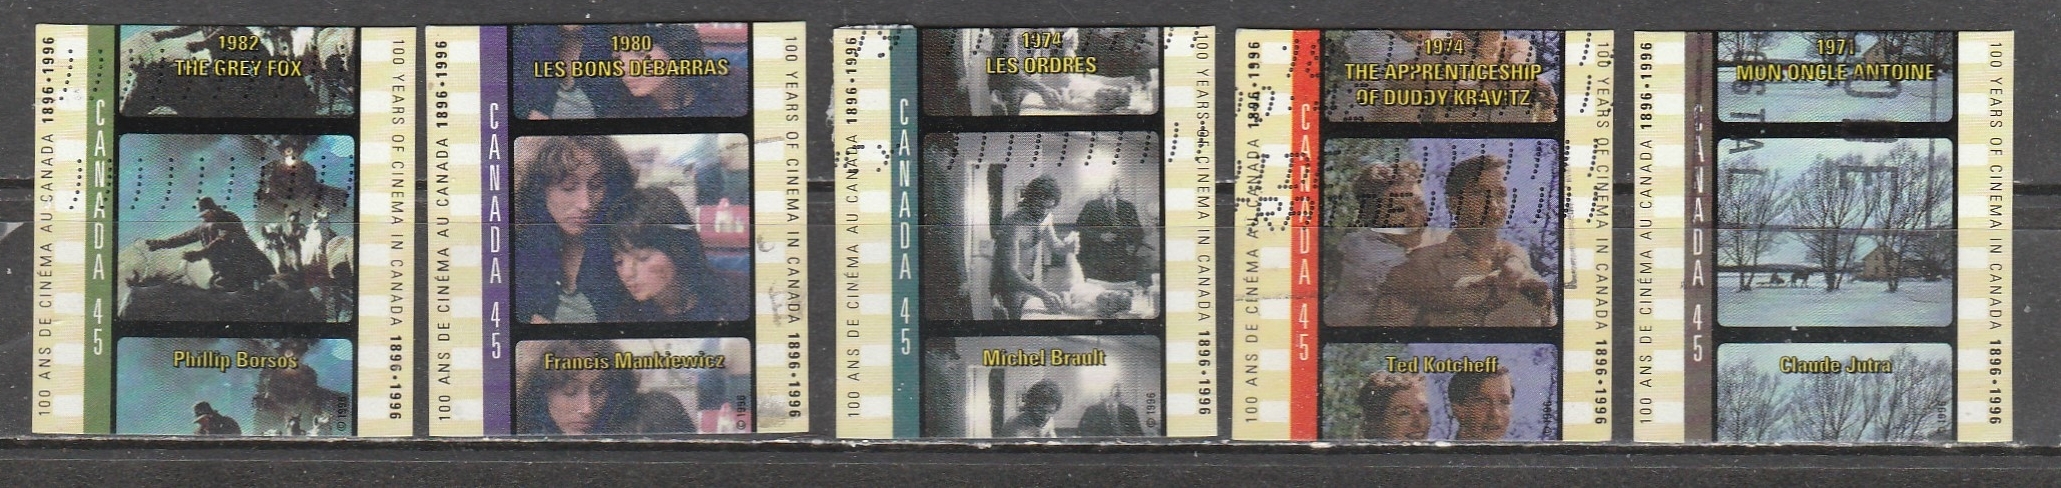 100 ANS DE CINÉMA AU CANADA 1896•1996
CANADA 45
1982
THE GREY FOX
Phillip Borsos
© 1996
100 YEARS OF CINEMA IN CANADA 1896•1996
100 ANS DE CINÉMA AU CANADA 1896•1996
CANADA 45
1980
LES BONS DÉBARRAS
Francis Mankiewicz
© 1996
100 YEARS OF CINEMA IN CANADA 1896•1996
100 ANS DE CINÉMA AU CANADA 1896•1996
CANADA 45
1974
LES ORDRES
Michel Brault
© 1996
100 YEARS OF CINEMA IN CANADA 1896•1996
100 ANS DE CINÉMA AU CANADA 1896•1996
CANADA 45
1974
THE APPRENTICESHIP
OF DUDDY KRAVITZ
Ted Kotcheff
© 1996
100 YEARS OF CINEMA IN CANADA 1896•1996
100 ANS DE CINÉMA AU CANADA 1896•1996
CANADA 45
1971
MON ONCLE ANTOINE
Claude Jutra
1996
100 YEARS OF CINEMA IN CANADA 1896•1996